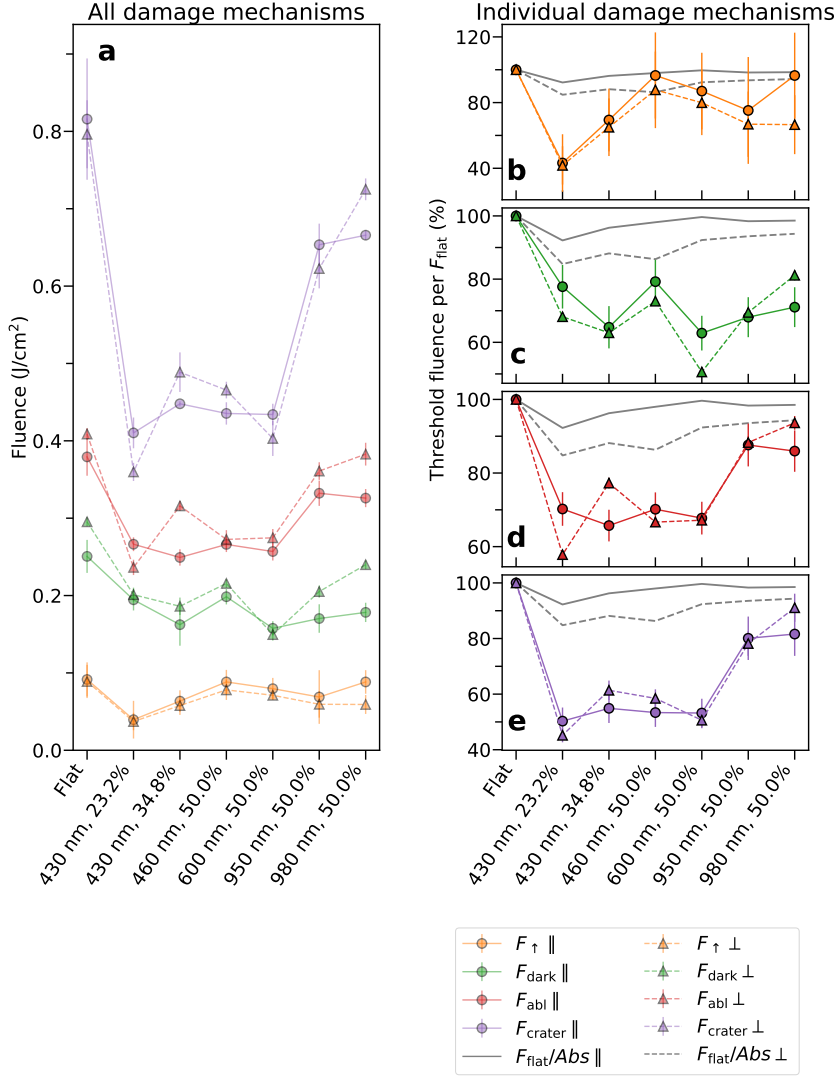 All damage mechanisms
Individual damage mechanisms
a
0.8
0.6
0.4
0.2
0.0
Fluence (J/cm²)
Flat
430 nm, 23.2%
430 nm, 34.8%
460 nm, 50.0%
600 nm, 50.0%
950 nm, 50.0%
980 nm, 50.0%
Threshold fluence per F_flat (%)
120
80
40
b
100
80
60
c
100
80
60
d
100
80
60
40
e
Flat
430 nm, 23.2%
430 nm, 34.8%
460 nm, 50.0%
600 nm, 50.0%
950 nm, 50.0%
980 nm, 50.0%
F↑ ∥ F↑ ⊥
F_dark ∥ F_dark ⊥
F_abl ∥ F_abl ⊥
F_crater ∥ F_crater ⊥
F_flat/Abs ∥ F_flat/Abs ⊥